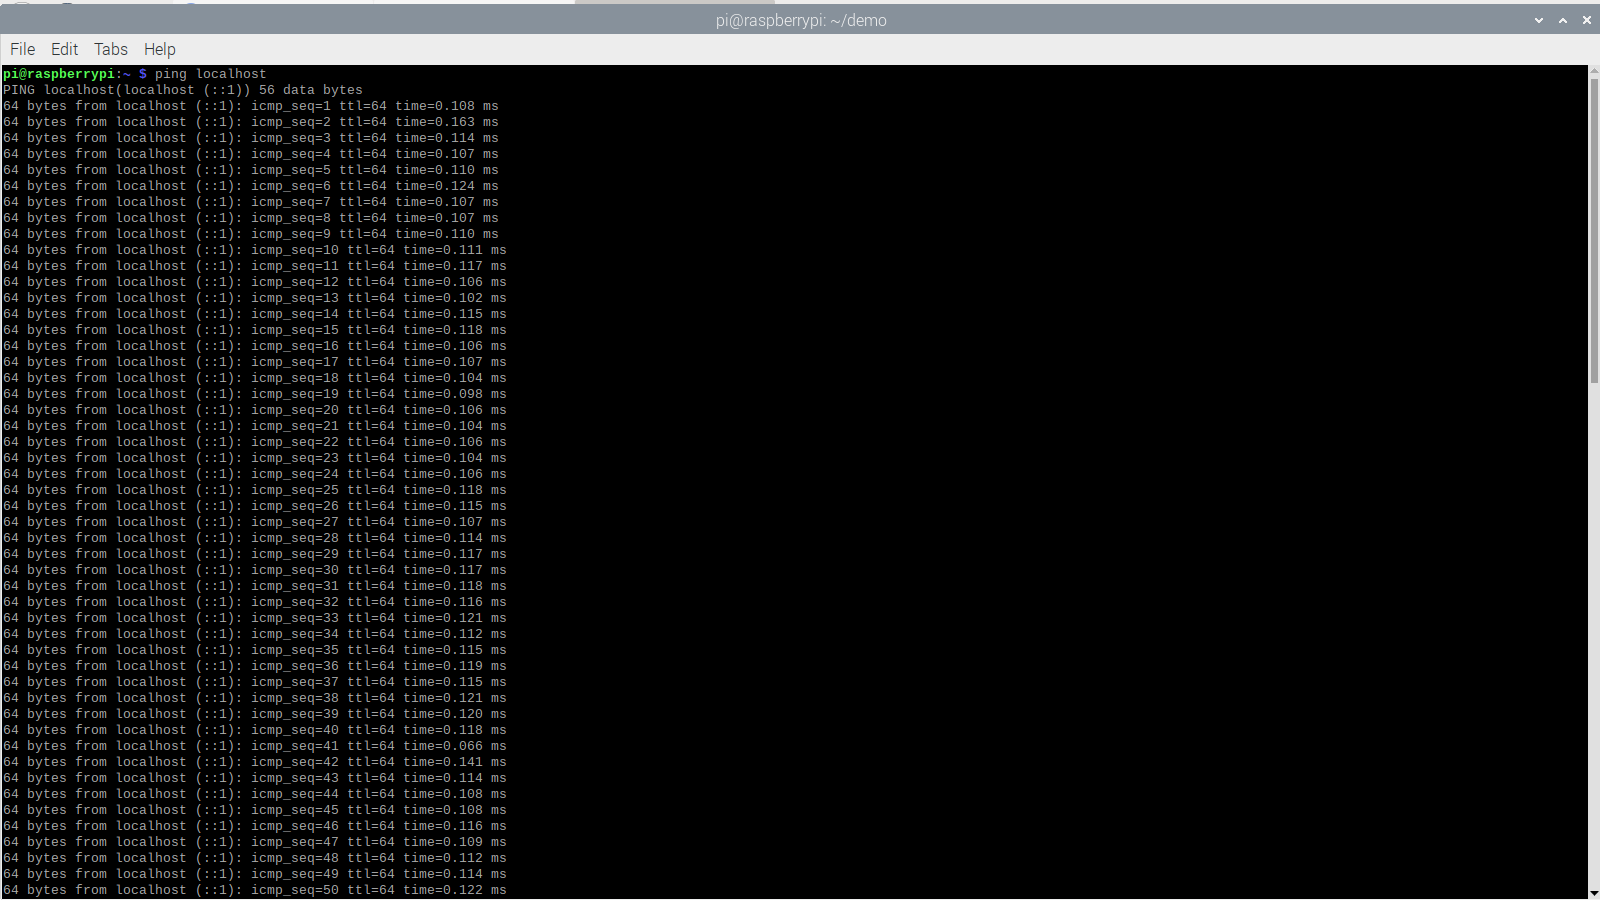 pi@raspberrypi: ~/demo
File Edit Tabs Help
pi@raspberrypi:~ $ ping localhost
PING localhost(localhost (::1)) 56 data bytes
64 bytes from localhost (::1): icmp_seq=1 ttl=64 time=0.108 ms
64 bytes from localhost (::1): icmp_seq=2 ttl=64 time=0.163 ms
64 bytes from localhost (::1): icmp_seq=3 ttl=64 time=0.114 ms
64 bytes from localhost (::1): icmp_seq=4 ttl=64 time=0.107 ms
64 bytes from localhost (::1): icmp_seq=5 ttl=64 time=0.110 ms
64 bytes from localhost (::1): icmp_seq=6 ttl=64 time=0.124 ms
64 bytes from localhost (::1): icmp_seq=7 ttl=64 time=0.107 ms
64 bytes from localhost (::1): icmp_seq=8 ttl=64 time=0.107 ms
64 bytes from localhost (::1): icmp_seq=9 ttl=64 time=0.110 ms
64 bytes from localhost (::1): icmp_seq=10 ttl=64 time=0.111 ms
64 bytes from localhost (::1): icmp_seq=11 ttl=64 time=0.117 ms
64 bytes from localhost (::1): icmp_seq=12 ttl=64 time=0.106 ms
64 bytes from localhost (::1): icmp_seq=13 ttl=64 time=0.102 ms
64 bytes from localhost (::1): icmp_seq=14 ttl=64 time=0.115 ms
64 bytes from localhost (::1): icmp_seq=15 ttl=64 time=0.118 ms
64 bytes from localhost (::1): icmp_seq=16 ttl=64 time=0.106 ms
64 bytes from localhost (::1): icmp_seq=17 ttl=64 time=0.107 ms
64 bytes from localhost (::1): icmp_seq=18 ttl=64 time=0.104 ms
64 bytes from localhost (::1): icmp_seq=19 ttl=64 time=0.098 ms
64 bytes from localhost (::1): icmp_seq=20 ttl=64 time=0.106 ms
64 bytes from localhost (::1): icmp_seq=21 ttl=64 time=0.104 ms
64 bytes from localhost (::1): icmp_seq=22 ttl=64 time=0.106 ms
64 bytes from localhost (::1): icmp_seq=23 ttl=64 time=0.104 ms
64 bytes from localhost (::1): icmp_seq=24 ttl=64 time=0.106 ms
64 bytes from localhost (::1): icmp_seq=25 ttl=64 time=0.118 ms
64 bytes from localhost (::1): icmp_seq=26 ttl=64 time=0.115 ms
64 bytes from localhost (::1): icmp_seq=27 ttl=64 time=0.107 ms
64 bytes from localhost (::1): icmp_seq=28 ttl=64 time=0.114 ms
64 bytes from localhost (::1): icmp_seq=29 ttl=64 time=0.117 ms
64 bytes from localhost (::1): icmp_seq=30 ttl=64 time=0.117 ms
64 bytes from localhost (::1): icmp_seq=31 ttl=64 time=0.118 ms
64 bytes from localhost (::1): icmp_seq=32 ttl=64 time=0.116 ms
64 bytes from localhost (::1): icmp_seq=33 ttl=64 time=0.121 ms
64 bytes from localhost (::1): icmp_seq=34 ttl=64 time=0.112 ms
64 bytes from localhost (::1): icmp_seq=35 ttl=64 time=0.115 ms
64 bytes from localhost (::1): icmp_seq=36 ttl=64 time=0.119 ms
64 bytes from localhost (::1): icmp_seq=37 ttl=64 time=0.115 ms
64 bytes from localhost (::1): icmp_seq=38 ttl=64 time=0.121 ms
64 bytes from localhost (::1): icmp_seq=39 ttl=64 time=0.120 ms
64 bytes from localhost (::1): icmp_seq=40 ttl=64 time=0.118 ms
64 bytes from localhost (::1): icmp_seq=41 ttl=64 time=0.066 ms
64 bytes from localhost (::1): icmp_seq=42 ttl=64 time=0.141 ms
64 bytes from localhost (::1): icmp_seq=43 ttl=64 time=0.114 ms
64 bytes from localhost (::1): icmp_seq=44 ttl=64 time=0.108 ms
64 bytes from localhost (::1): icmp_seq=45 ttl=64 time=0.108 ms
64 bytes from localhost (::1): icmp_seq=46 ttl=64 time=0.116 ms
64 bytes from localhost (::1): icmp_seq=47 ttl=64 time=0.109 ms
64 bytes from localhost (::1): icmp_seq=48 ttl=64 time=0.112 ms
64 bytes from localhost (::1): icmp_seq=49 ttl=64 time=0.114 ms
64 bytes from localhost (::1): icmp_seq=50 ttl=64 time=0.122 ms